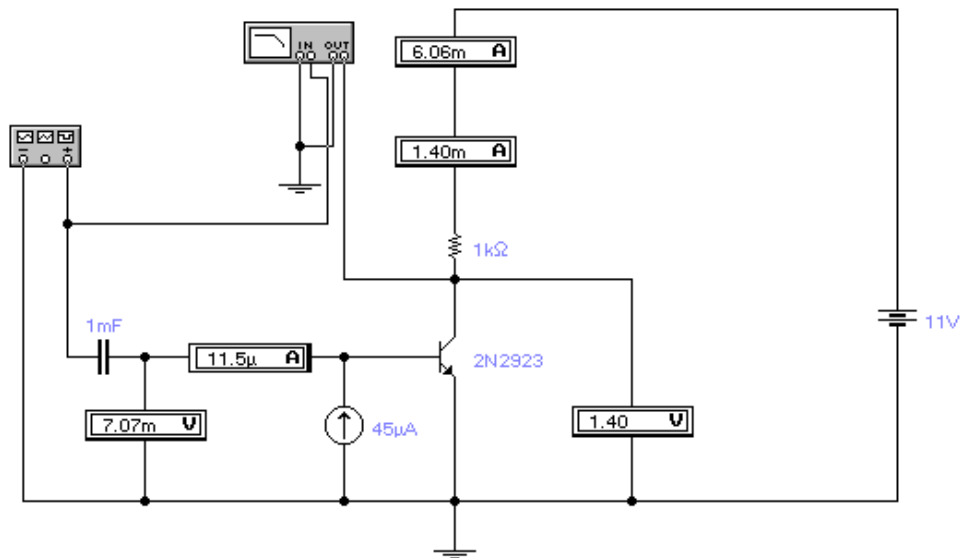 IN OUT
6.06m A
1.40m A
− +
1kΩ
11V
1mF
11.5μ A
2N2923
7.07m V
45μA
1.40 V